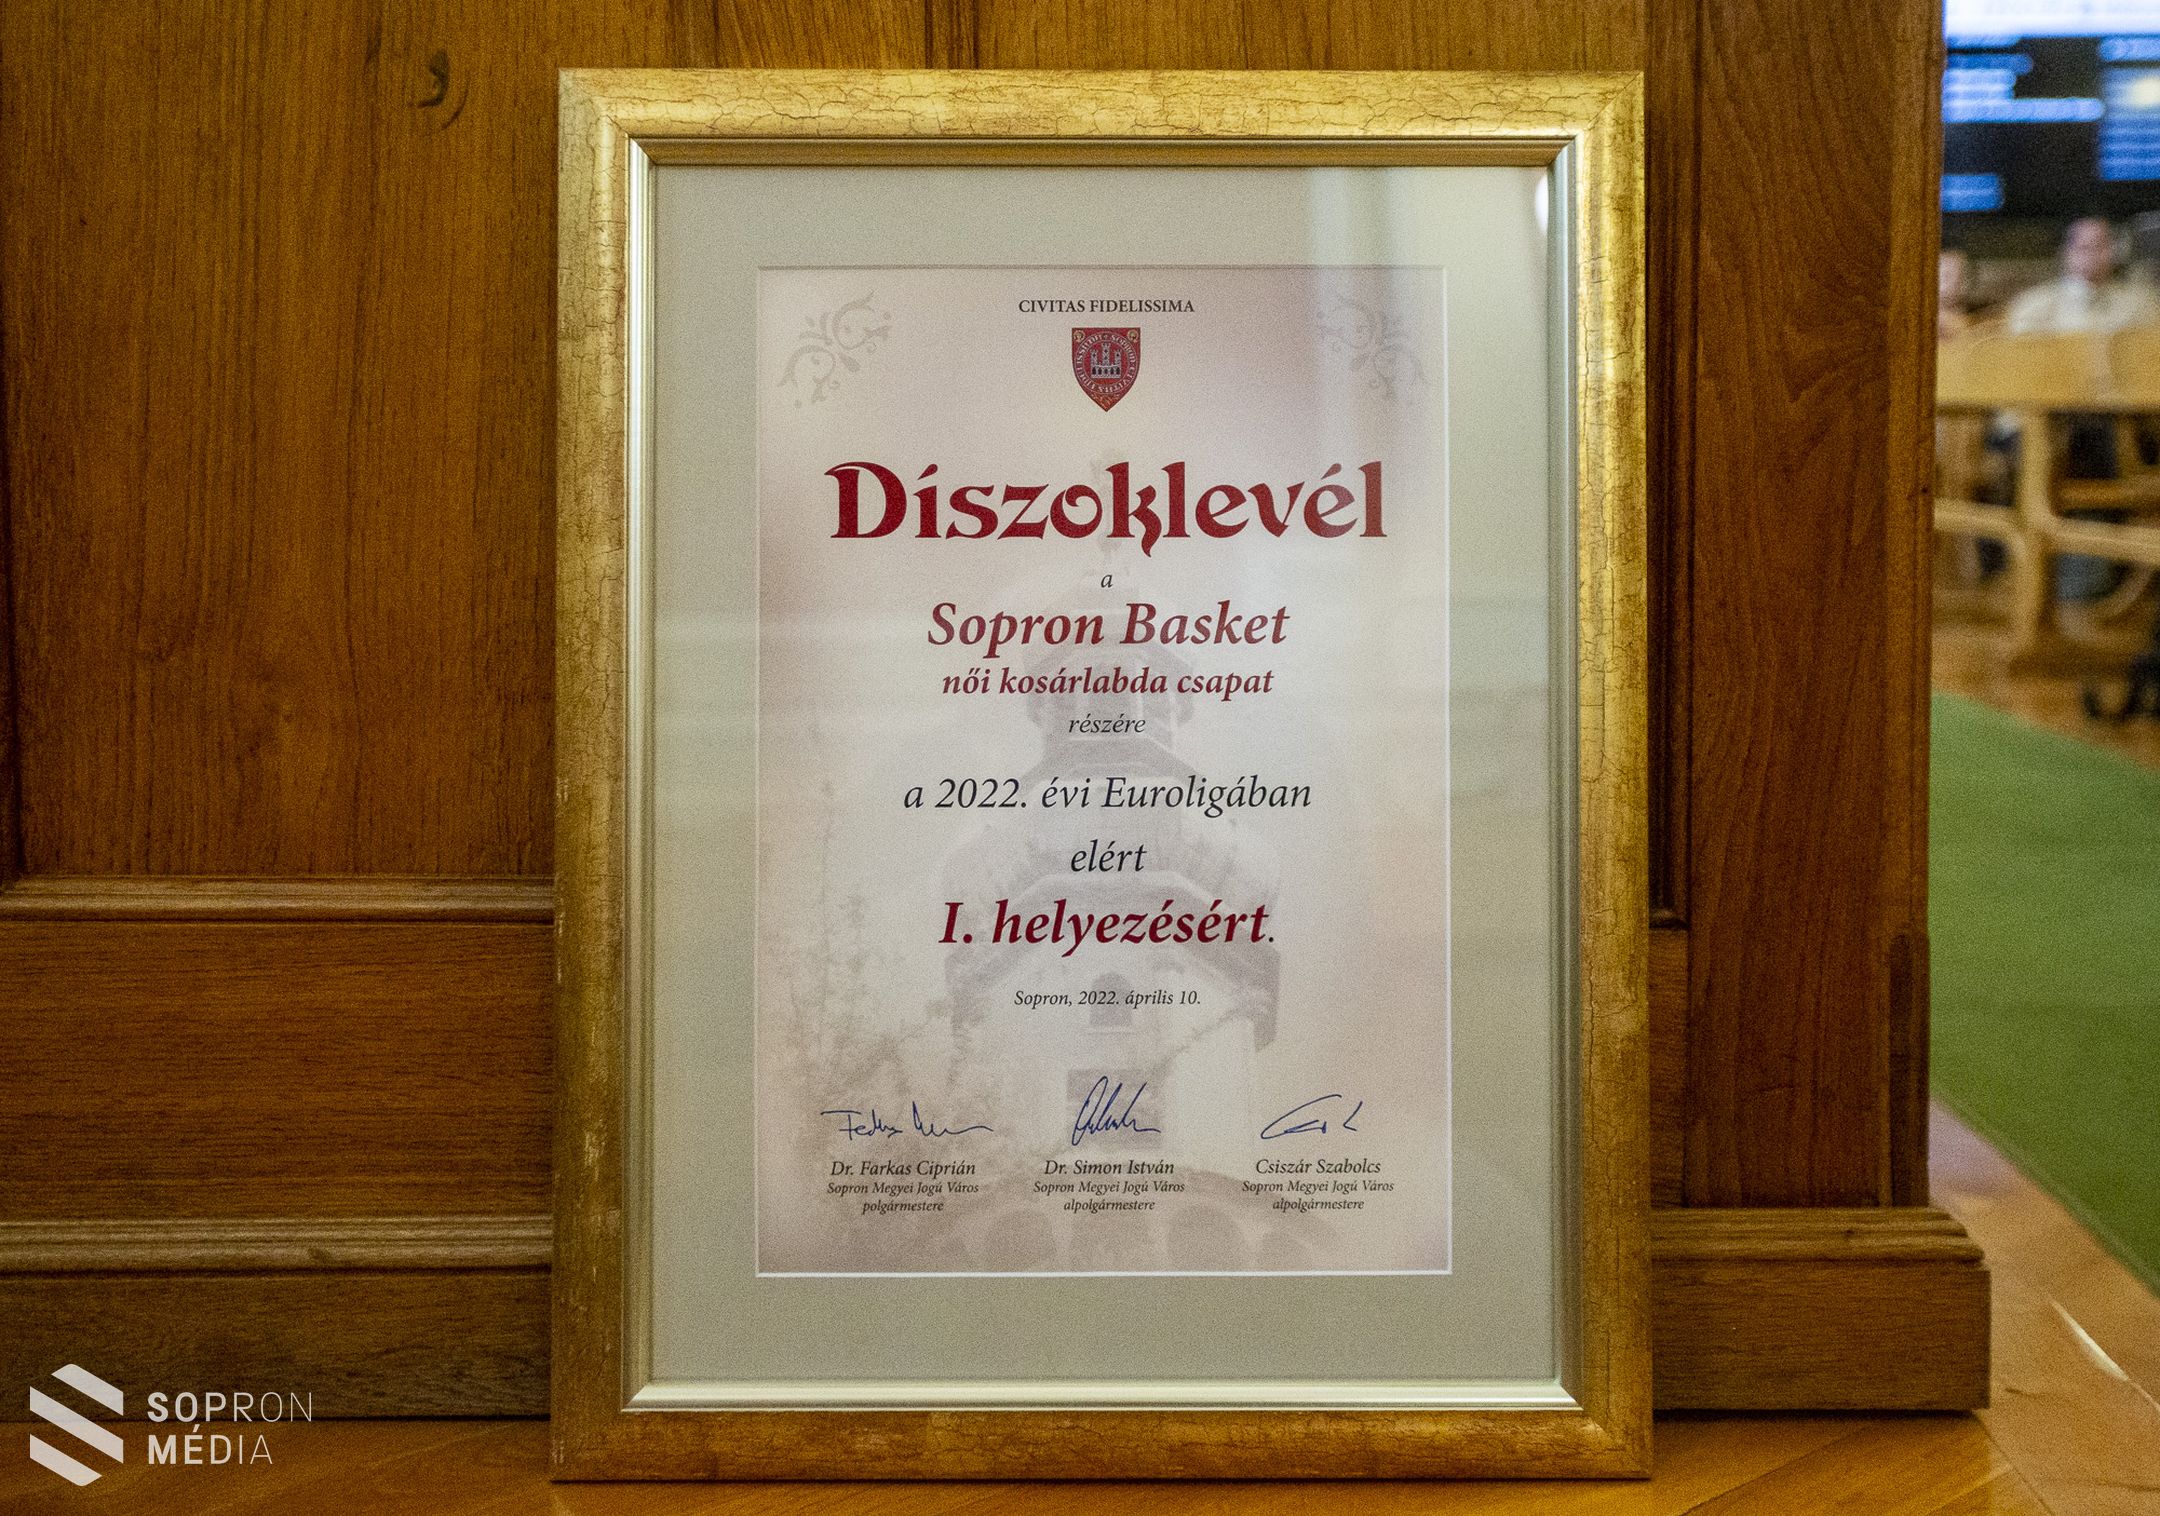 CIVITAS FIDELISSIMA
Díszoklevél
a
Sopron Basket
női kosárlabda csapat
részére
a 2022. évi Euroligában
elért
I. helyezésért.
Sopron, 2022. április 10.
Dr. Farkas Ciprián
Sopron Megyei Jogú Város
polgármestere
Dr. Simon István
Sopron Megyei Jogú Város
alpolgármestere
Csiszár Szabolcs
Sopron Megyei Jogú Város
alpolgármestere
SOPRON
MÉDIA